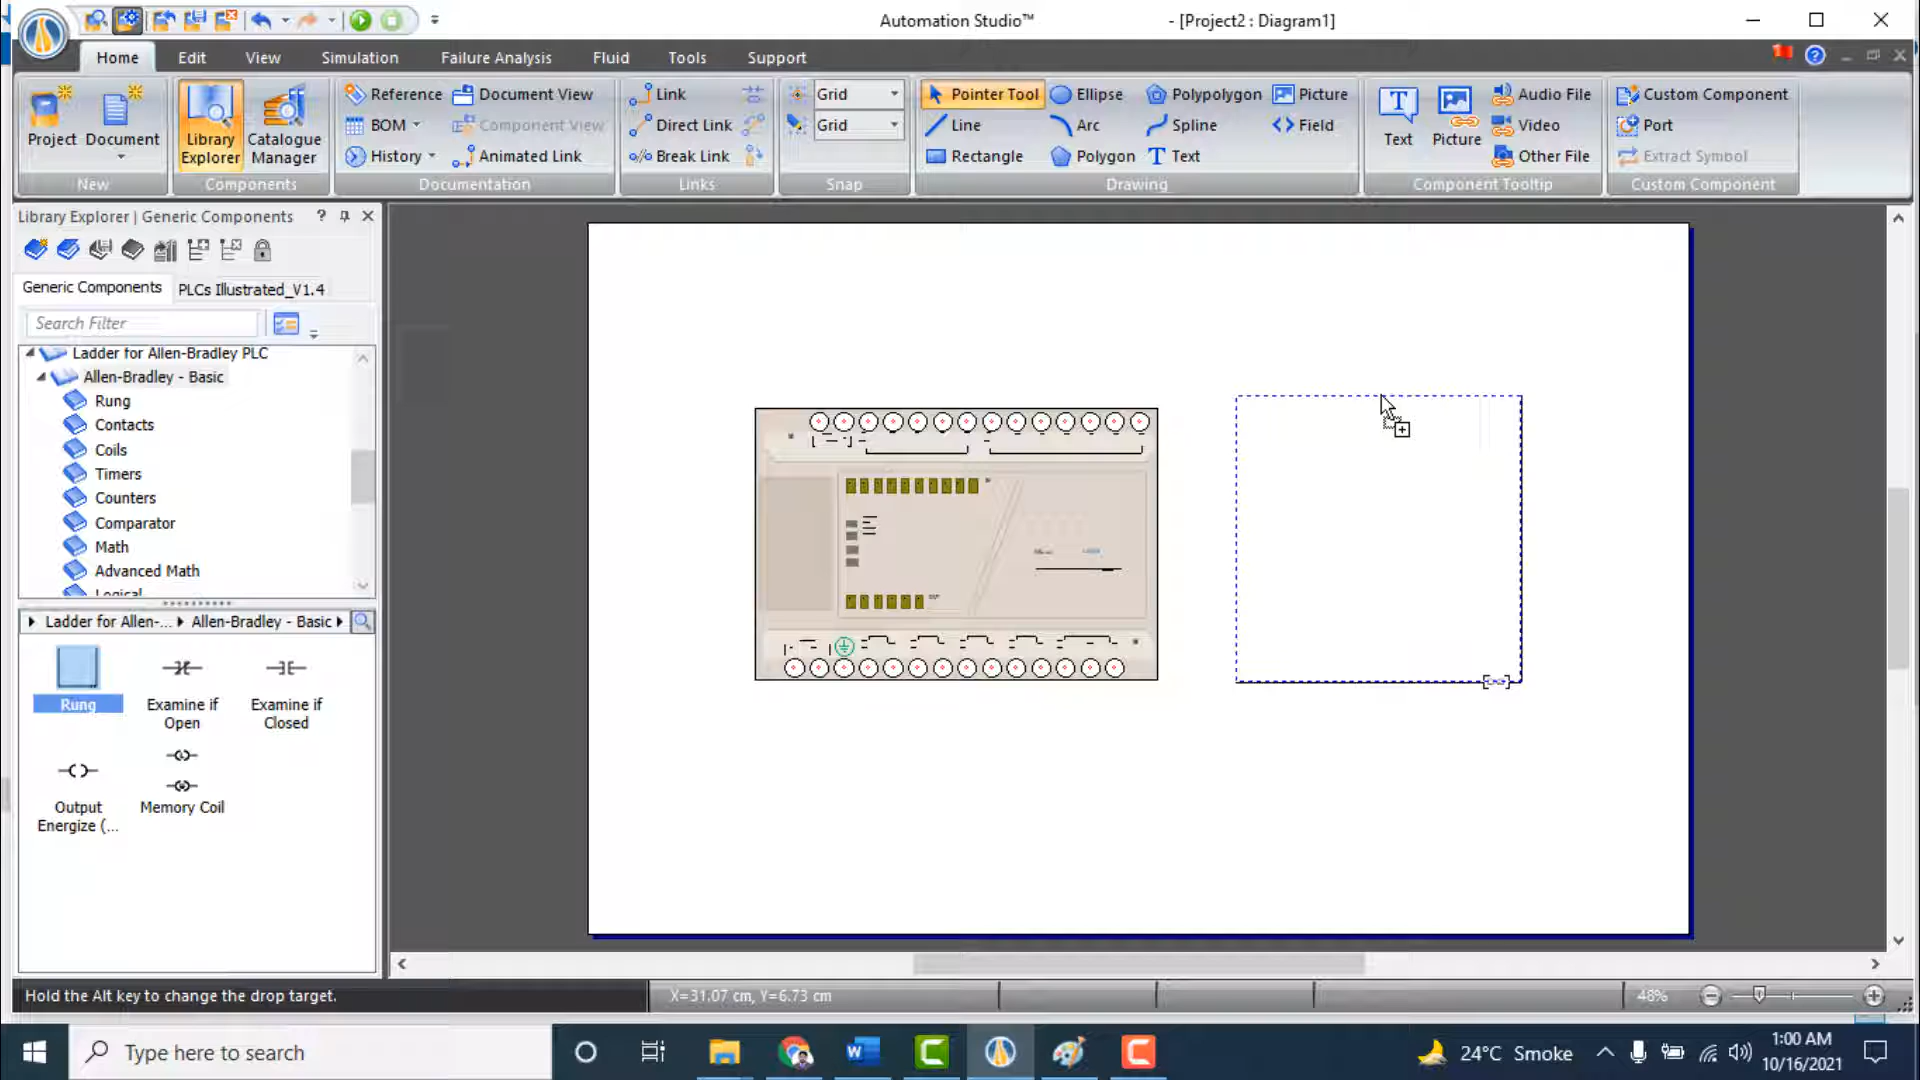 Automation Studio™ - [Project2 : Diagram1]
Home Edit View Simulation Failure Analysis Fluid Tools Support
Project Document
New
Library Explorer
Catalogue Manager
Components
Reference Document View
BOM Component View
History Animated Link
Documentation
Link
Direct Link
Break Link
Links
Grid
Grid
Snap
Pointer Tool Ellipse Polypolygon Picture
Line Arc Spline Field
Rectangle Polygon Text
Drawing
Text Picture
Audio File
Video
Other File
Component Tooltip
Custom Component
Port
Extract Symbol
Custom Component
Library Explorer | Generic Components
Generic Components PLCs Illustrated_V1.4
Search Filter
Ladder for Allen-Bradley PLC
Allen-Bradley - Basic
Rung
Contacts
Coils
Timers
Counters
Comparator
Math
Advanced Math
Logical
Ladder for Allen-... Allen-Bradley - Basic
Rung
Examine if Open
Examine if Closed
Output Energize (...
Memory Coil
Hold the Alt key to change the drop target.
X=31.07 cm, Y=6.73 cm
48%
Type here to search
24°C Smoke
1:00 AM
10/16/2021